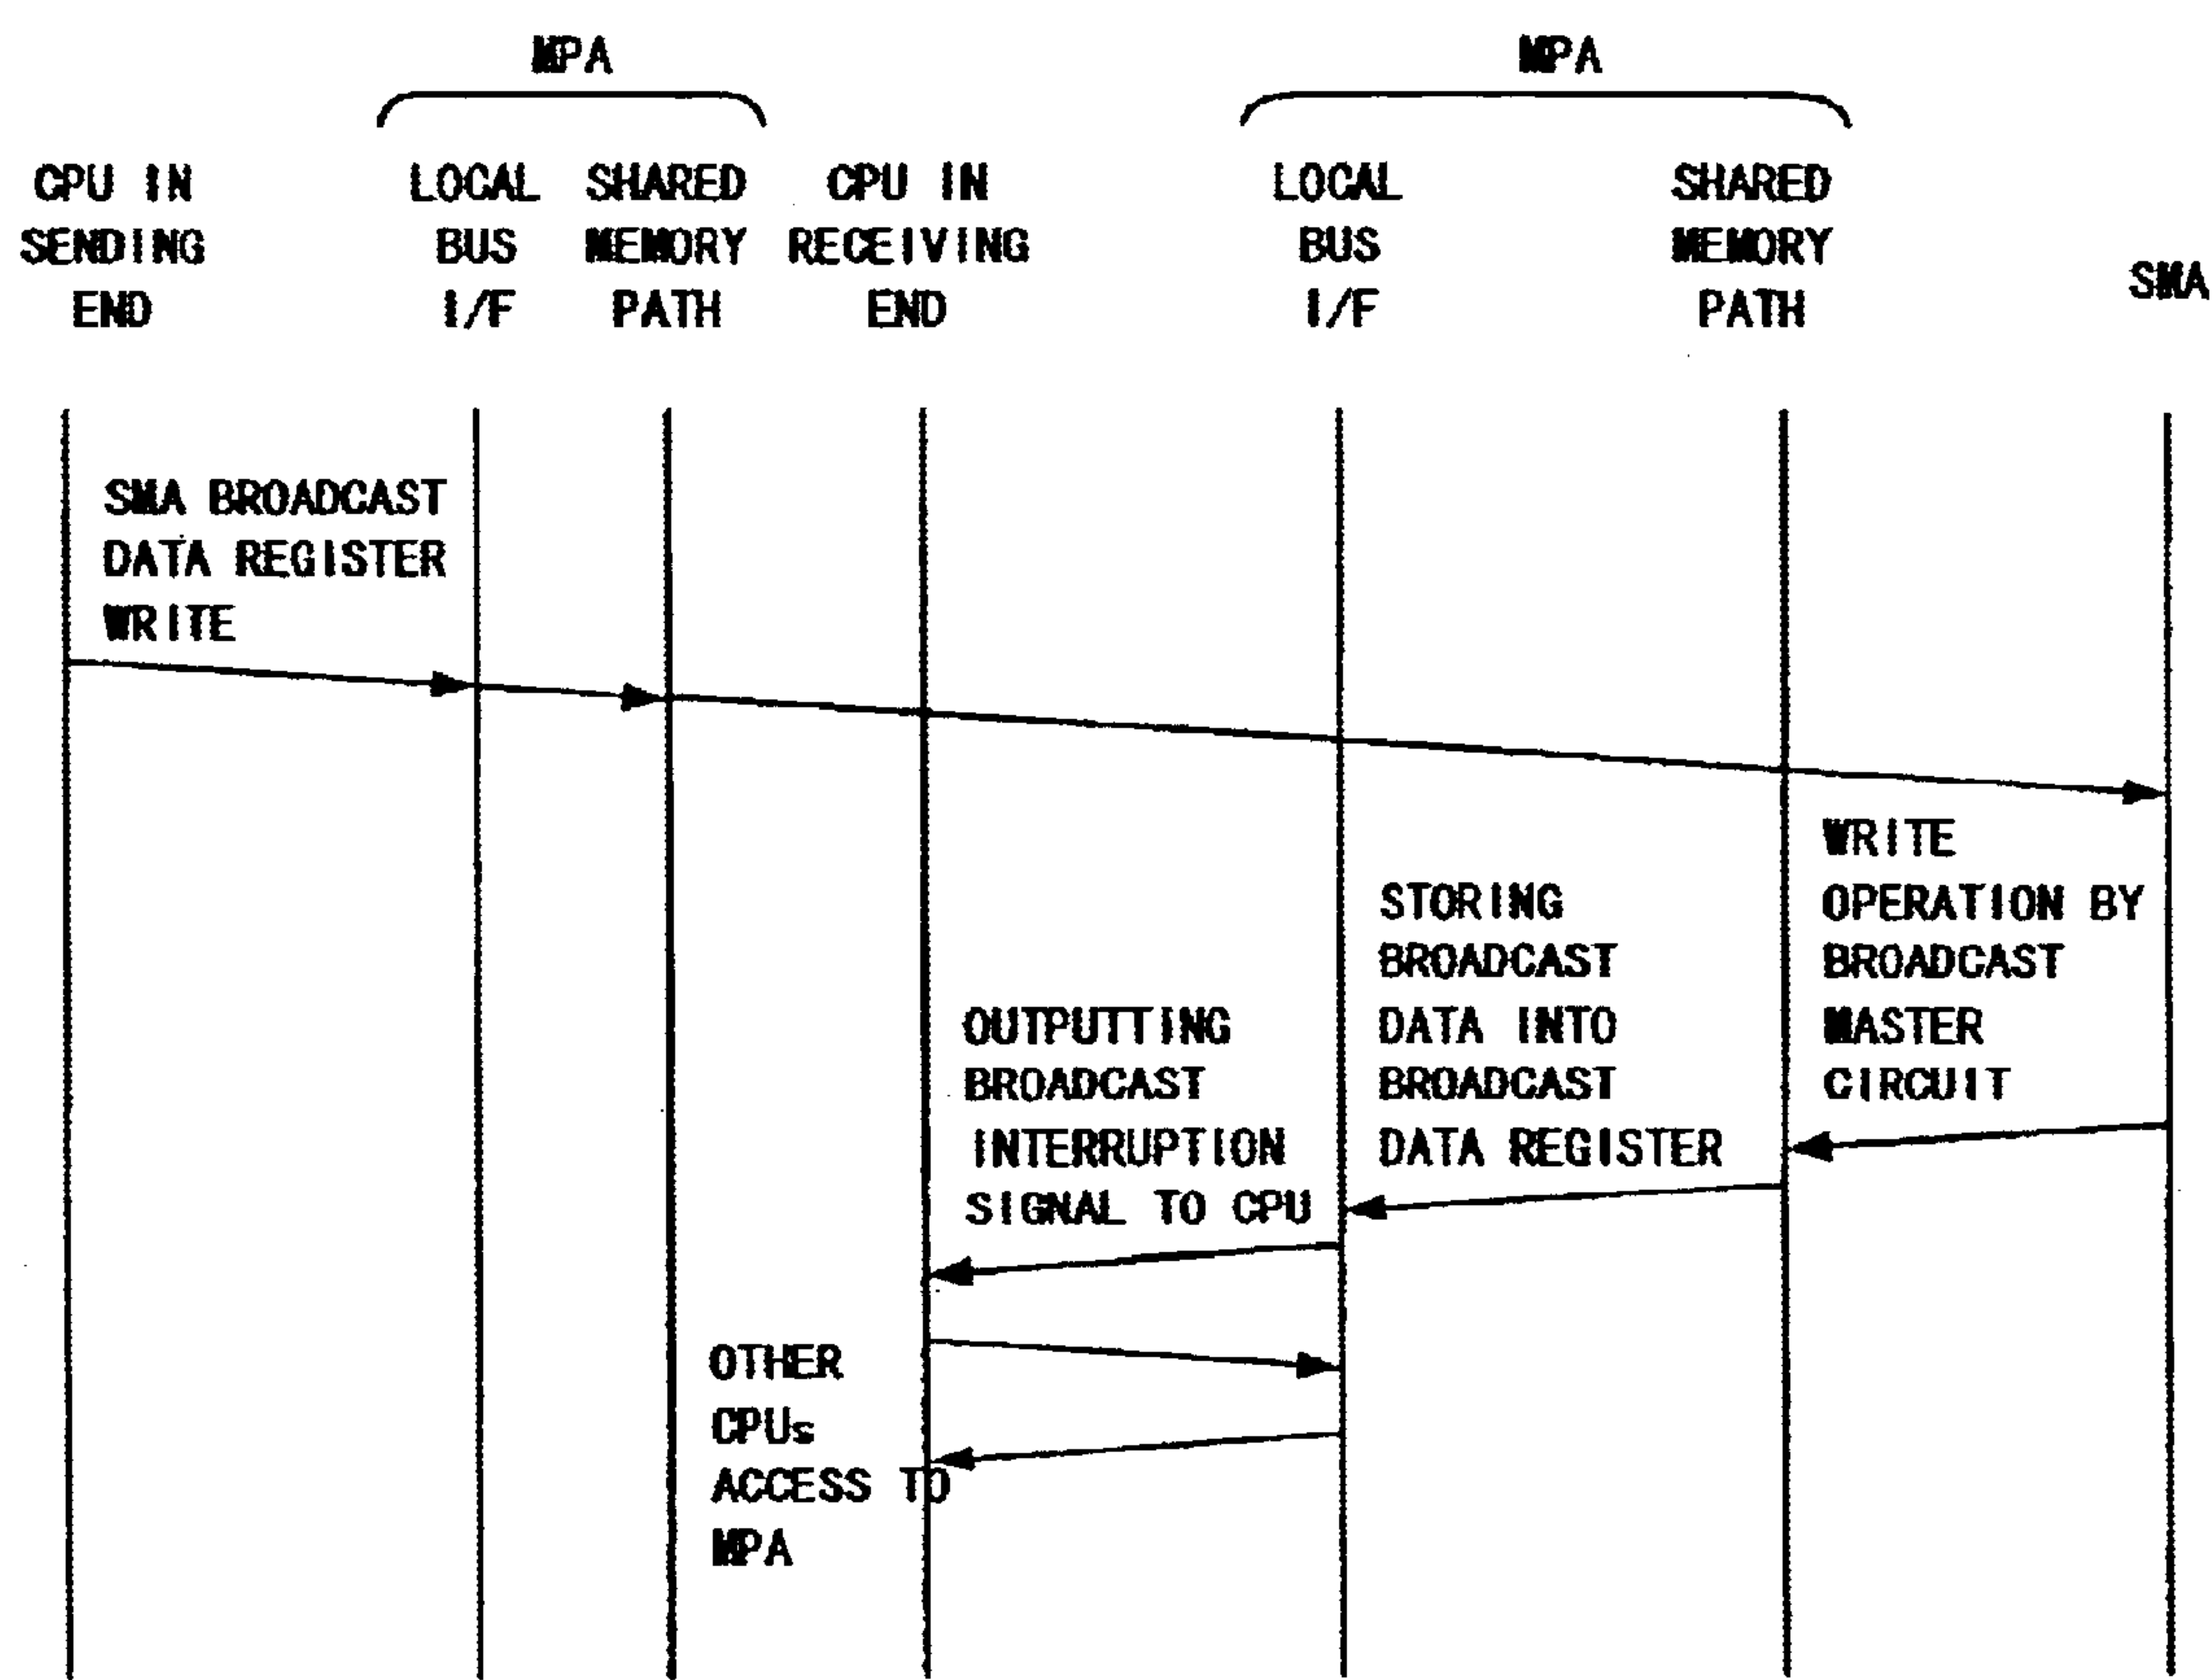 MPA
MPA
CPU IN
SENDING
END
LOCAL
BUS
I/F
SHARED
MEMORY
PATH
CPU IN
RECEIVING
END
LOCAL
BUS
I/F
SHARED
MEMORY
PATH
SMA
SMA BROADCAST
DATA REGISTER
WRITE
WRITE
OPERATION BY
BROADCAST
MASTER
CIRCUIT
STORING
BROADCAST
DATA INTO
BROADCAST
DATA REGISTER
OUTPUTTING
BROADCAST
INTERRUPTION
SIGNAL TO CPU
OTHER
CPUs
ACCESS TO
MPA